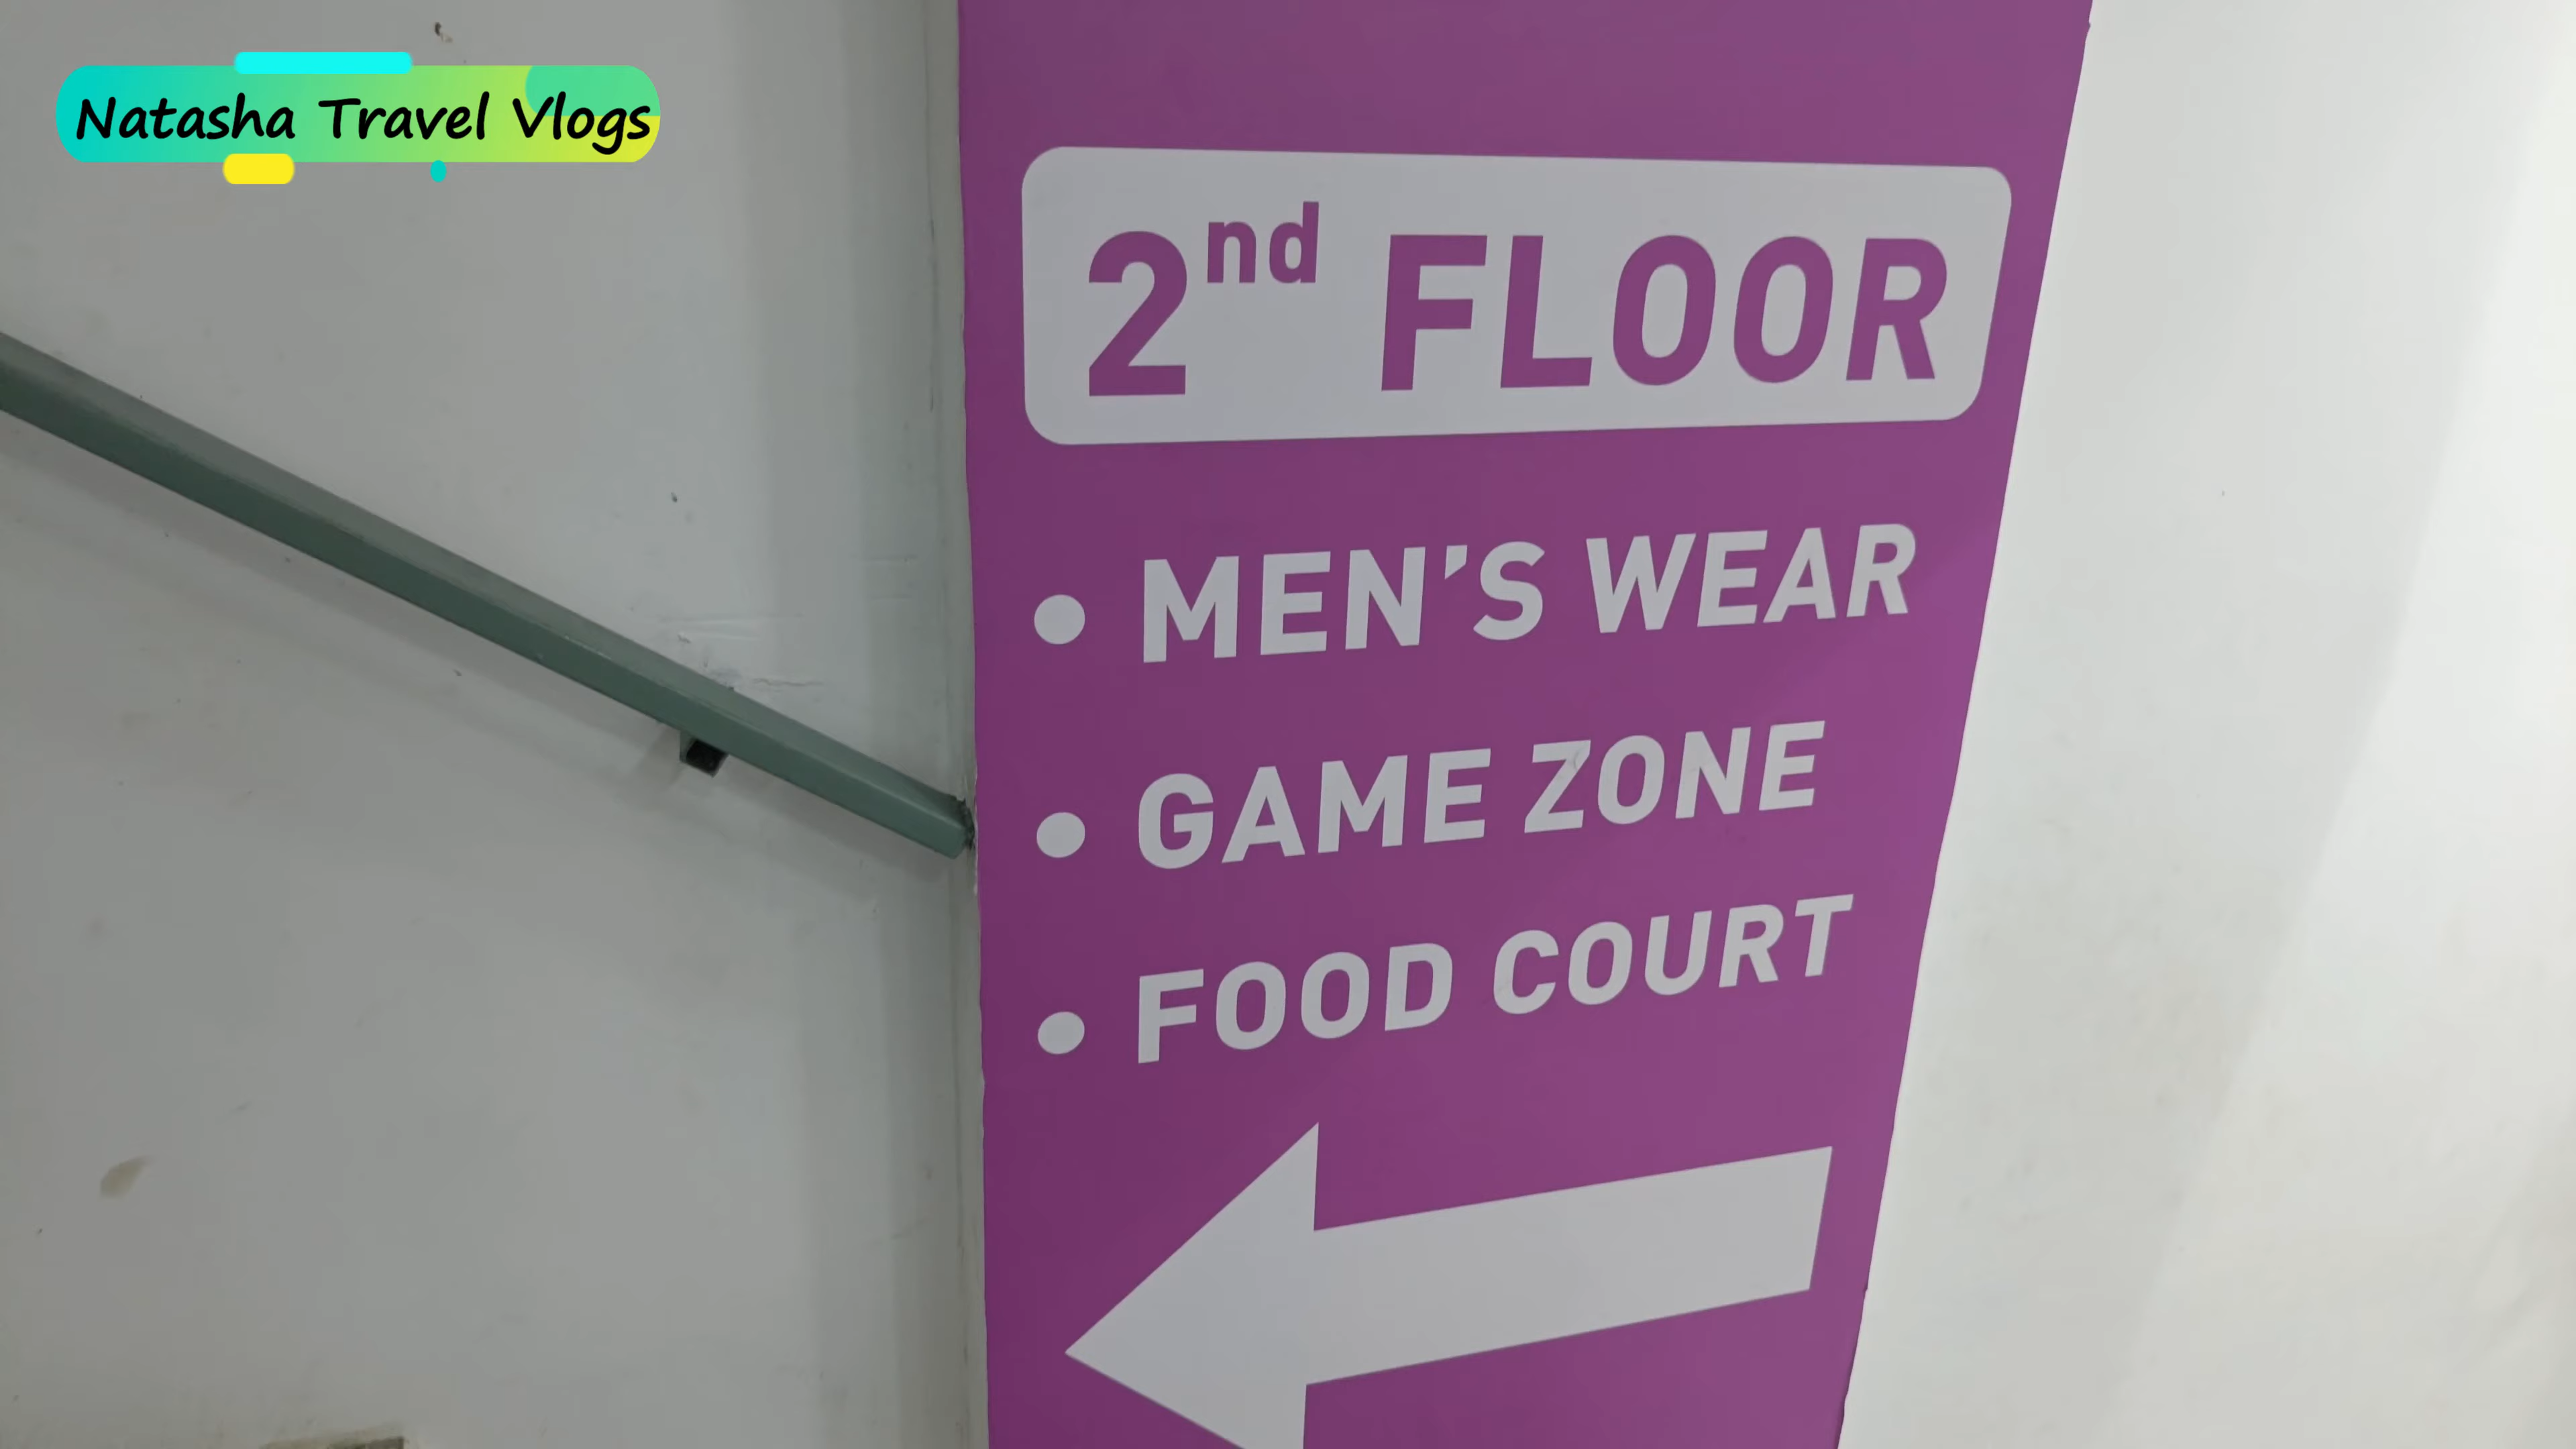 Natasha Travel Vlogs
2nd FLOOR
• MEN'S WEAR
• GAME ZONE
• FOOD COURT